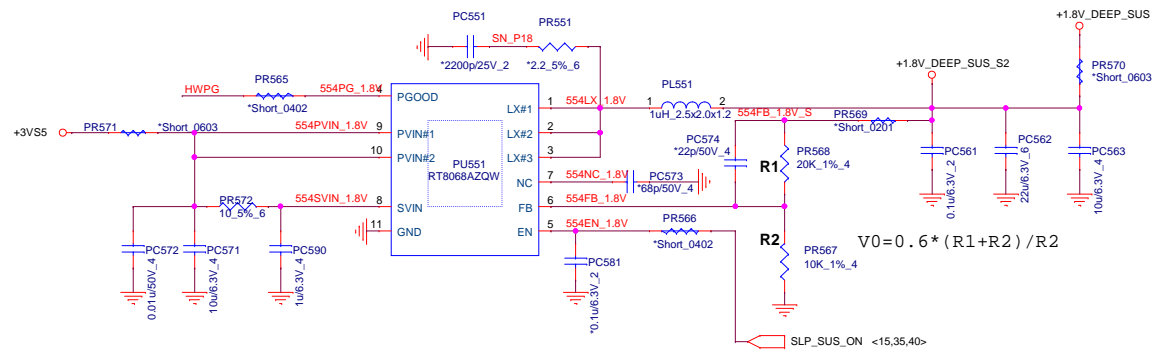 +1.8V_DEEP_SUS
PC551
SN_P18
PR551
*2200p/25V_2
*2.2_5%_6
+1.8V_DEEP_SUS_S2
PR570
*Short_0603
HWPG
PR565
*Short_0402
554PG_1.8V
4
PGOOD
LX#1
1
554LX_1.8V
PL551
1
2
1uH_2.5x2.0x1.2
554FB_1.8V_S
PR569
*Short_0201
+3VS5
PR571
*Short_0603
554PVIN_1.8V
9
PVIN#1
LX#2
2
10
PVIN#2
LX#3
3
PU551
RT8068AZQW
PC574
*22p/50V_4
R1
PR568
20K_1%_4
PC561
0.1u/6.3V_2
PC562
22u/6.3V_6
PC563
10u/6.3V_4
NC
7
554NC_1.8V
PC573
*68p/50V_4
PR572
10_5%_6
554SVIN_1.8V
8
SVIN
FB
6
554FB_1.8V
11
GND
EN
5
554EN_1.8V
PR566
*Short_0402
R2
PR567
10K_1%_4
V0=0.6*(R1+R2)/R2
PC572
0.01u/50V_4
PC571
10u/6.3V_4
PC590
1u/6.3V_4
PC581
*0.1u/6.3V_2
SLP_SUS_ON <15,35,40>